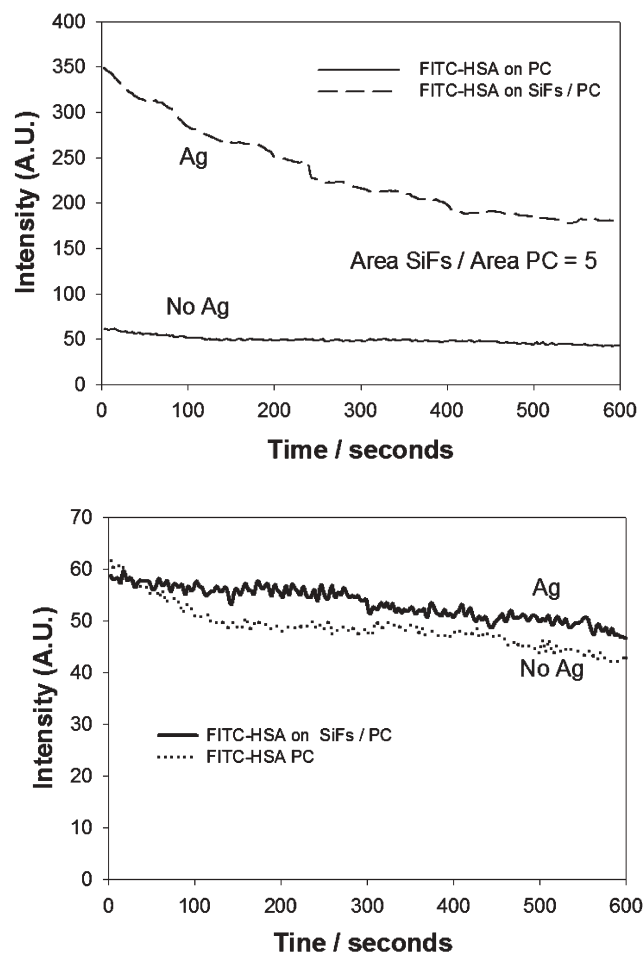 400
350
300
250
200
150
100
50
0
Intensity (A.U.)
FITC-HSA on PC
FITC-HSA on SiFs / PC
Ag
Area SiFs / Area PC = 5
No Ag
0 100 200 300 400 500 600
Time / seconds
70
60
50
40
30
20
10
0
Intensity (A.U.)
Ag
No Ag
FITC-HSA on SiFs / PC
FITC-HSA PC
0 100 200 300 400 500 600
Tine / seconds